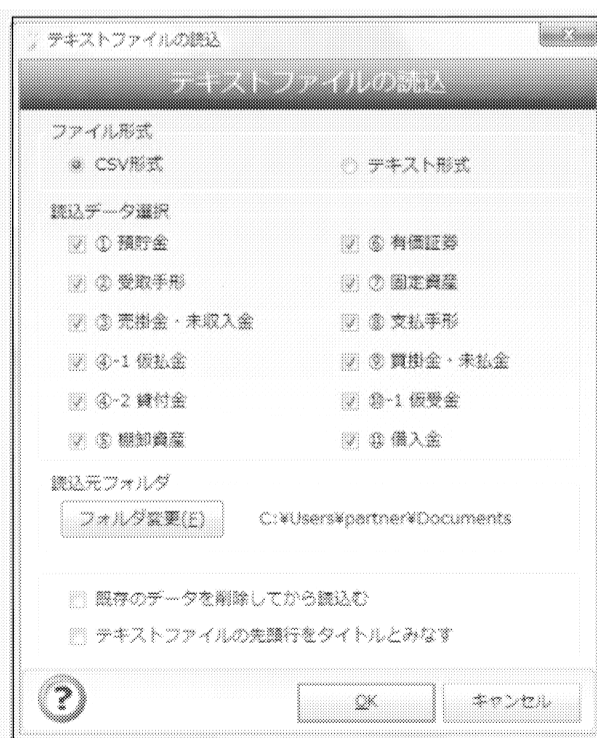 テキストファイルの読込
テキストファイルの読込
ファイル形式
CSV形式 テキスト形式
読込データ選択
① 預貯金 ⑥ 有価証券
② 受取手形 ⑦ 固定資産
③ 売掛金・未収入金 ⑧ 支払手形
④-1 仮払金 ⑨ 買掛金・未払金
④-2 貸付金 ⑩-1 仮受金
⑤ 棚卸資産 ⑪ 借入金
読込元フォルダ
フォルダ変更(F) C:¥Users¥partner¥Documents
既存のデータを削除してから読込む
テキストファイルの先頭行をタイトルとみなす
? OK キャンセル